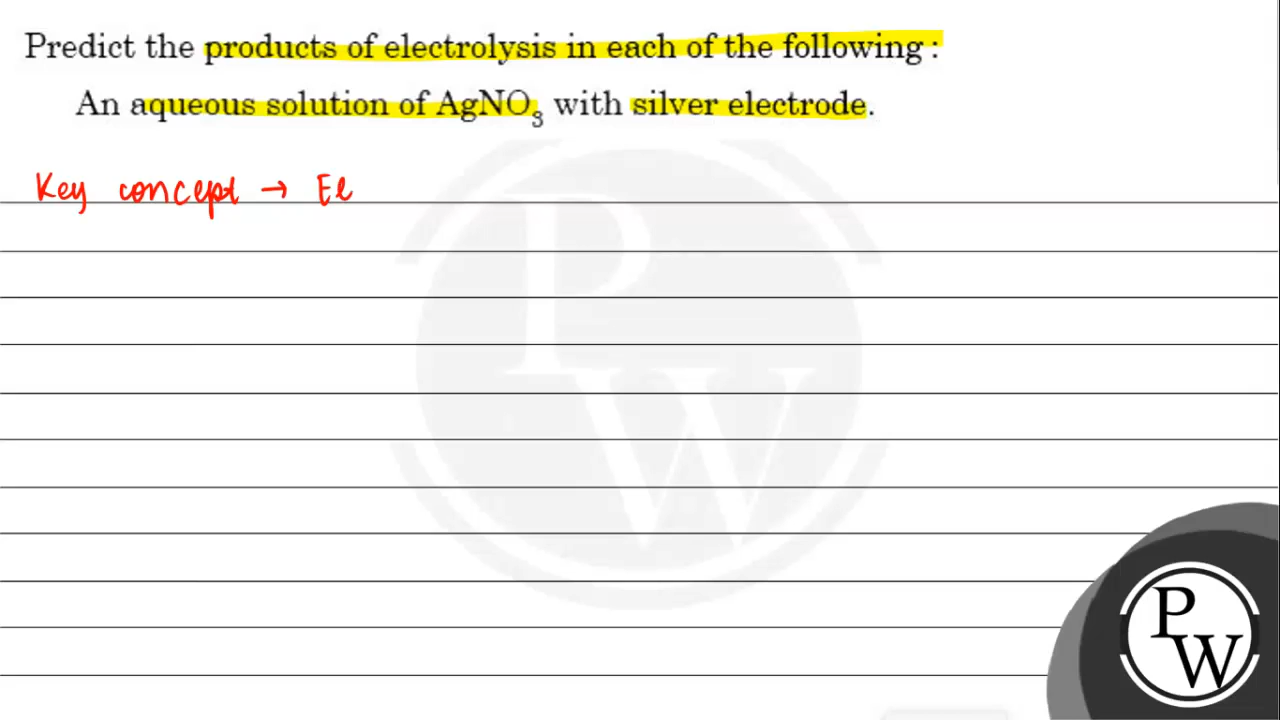 Predict the products of electrolysis in each of the following :
An aqueous solution of AgNO₃ with silver electrode.
Key concept → El
P
W
P
W